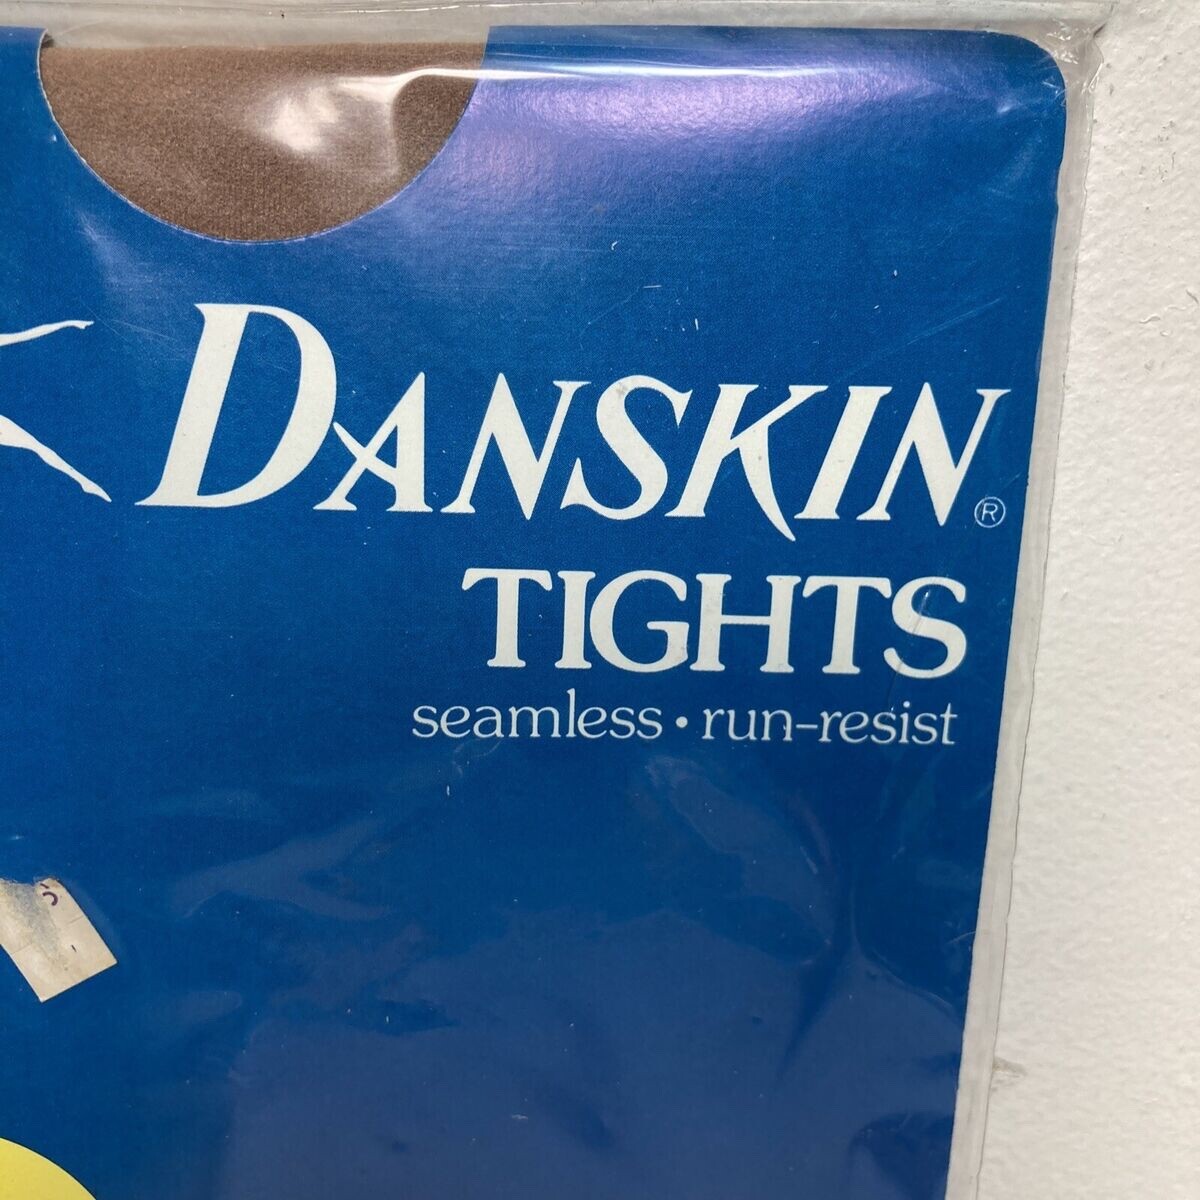 DANSKIN®
TIGHTS
seamless • run-resist